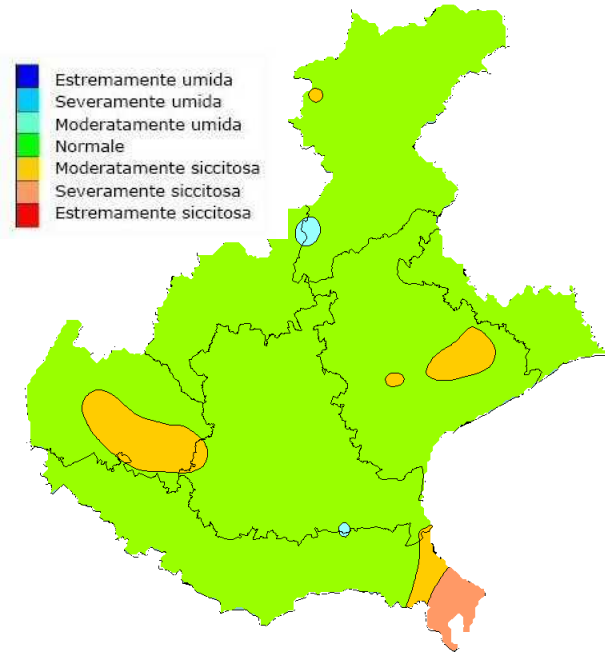 Estremamente umida
Severamente umida
Moderatamente umida
Normale
Moderatamente siccitosa
Severamente siccitosa
Estremamente siccitosa